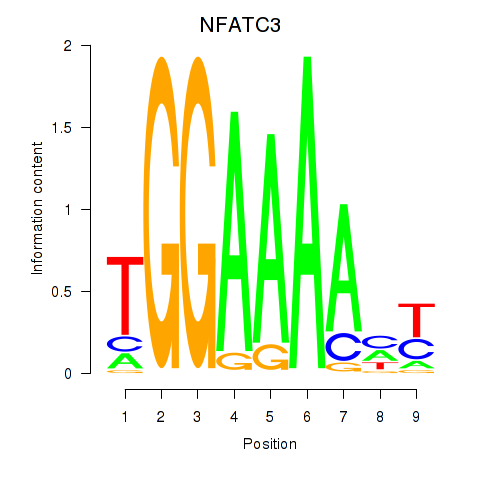 NFATC3
Information content
2
1.5
1
0.5
0
T C A G
G
G
A G
A G
A
A C G
C A T G
T C A G
1 2 3 4 5 6 7 8 9
Position